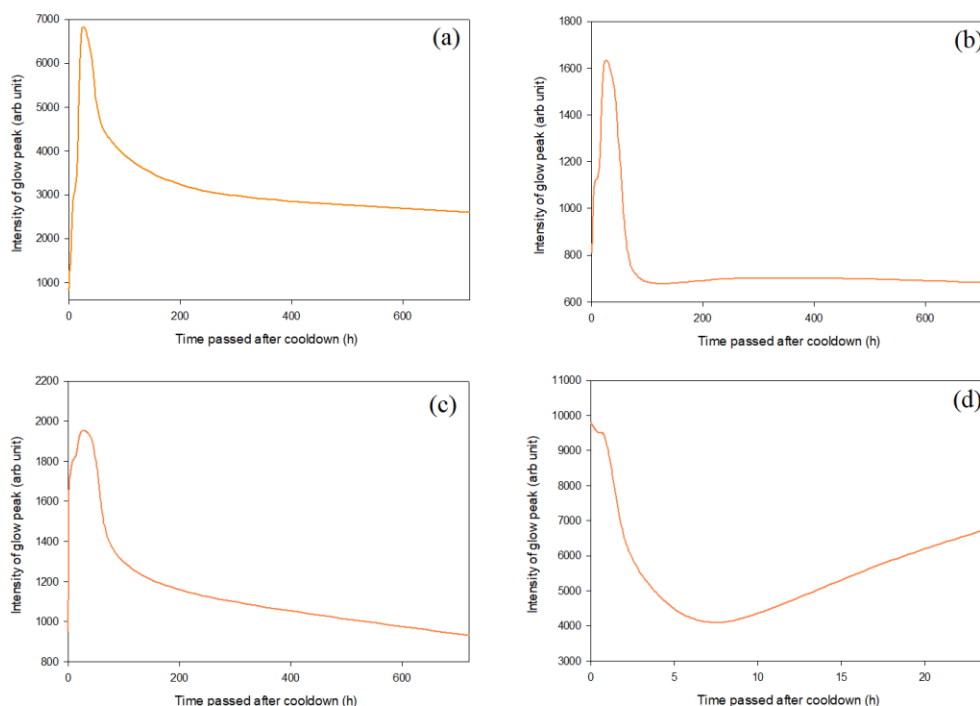 (a)
Intensity of glow peak (arb unit)
7000
6000
5000
4000
3000
2000
1000
0 200 400 600
Time passed after cooldown (h)
(b)
Intensity of glow peak (arb unit)
1800
1600
1400
1200
1000
800
600
0 200 400 600
Time passed after cooldown (h)
(c)
Intensity of glow peak (arb unit)
2200
2000
1800
1600
1400
1200
1000
800
0 200 400 600
Time passed after cooldown (h)
(d)
Intensity of glow peak (arb unit)
11000
10000
9000
8000
7000
6000
5000
4000
3000
0 5 10 15 20
Time passed after cooldown (h)